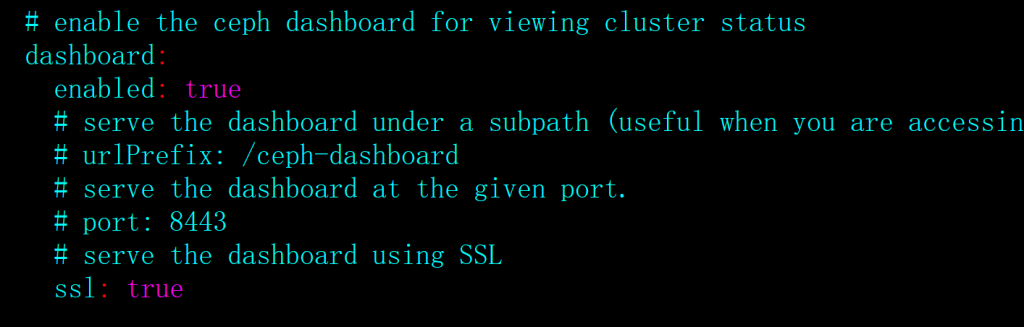 # enable the ceph dashboard for viewing cluster status
dashboard:
  enabled: true
  # serve the dashboard under a subpath (useful when you are accessin
  # urlPrefix: /ceph-dashboard
  # serve the dashboard at the given port.
  # port: 8443
  # serve the dashboard using SSL
  ssl: true